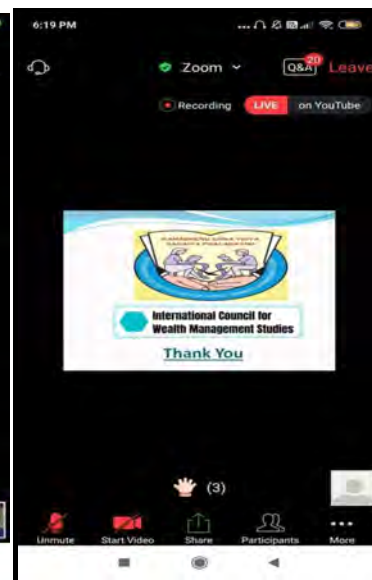 6:19 PM
Zoom
Q&A
20
Leave
Recording
LIVE on YouTube
International Council for
Wealth Management Studies
Thank You
(3)
Unmute
Start Video
Share
Participants
More